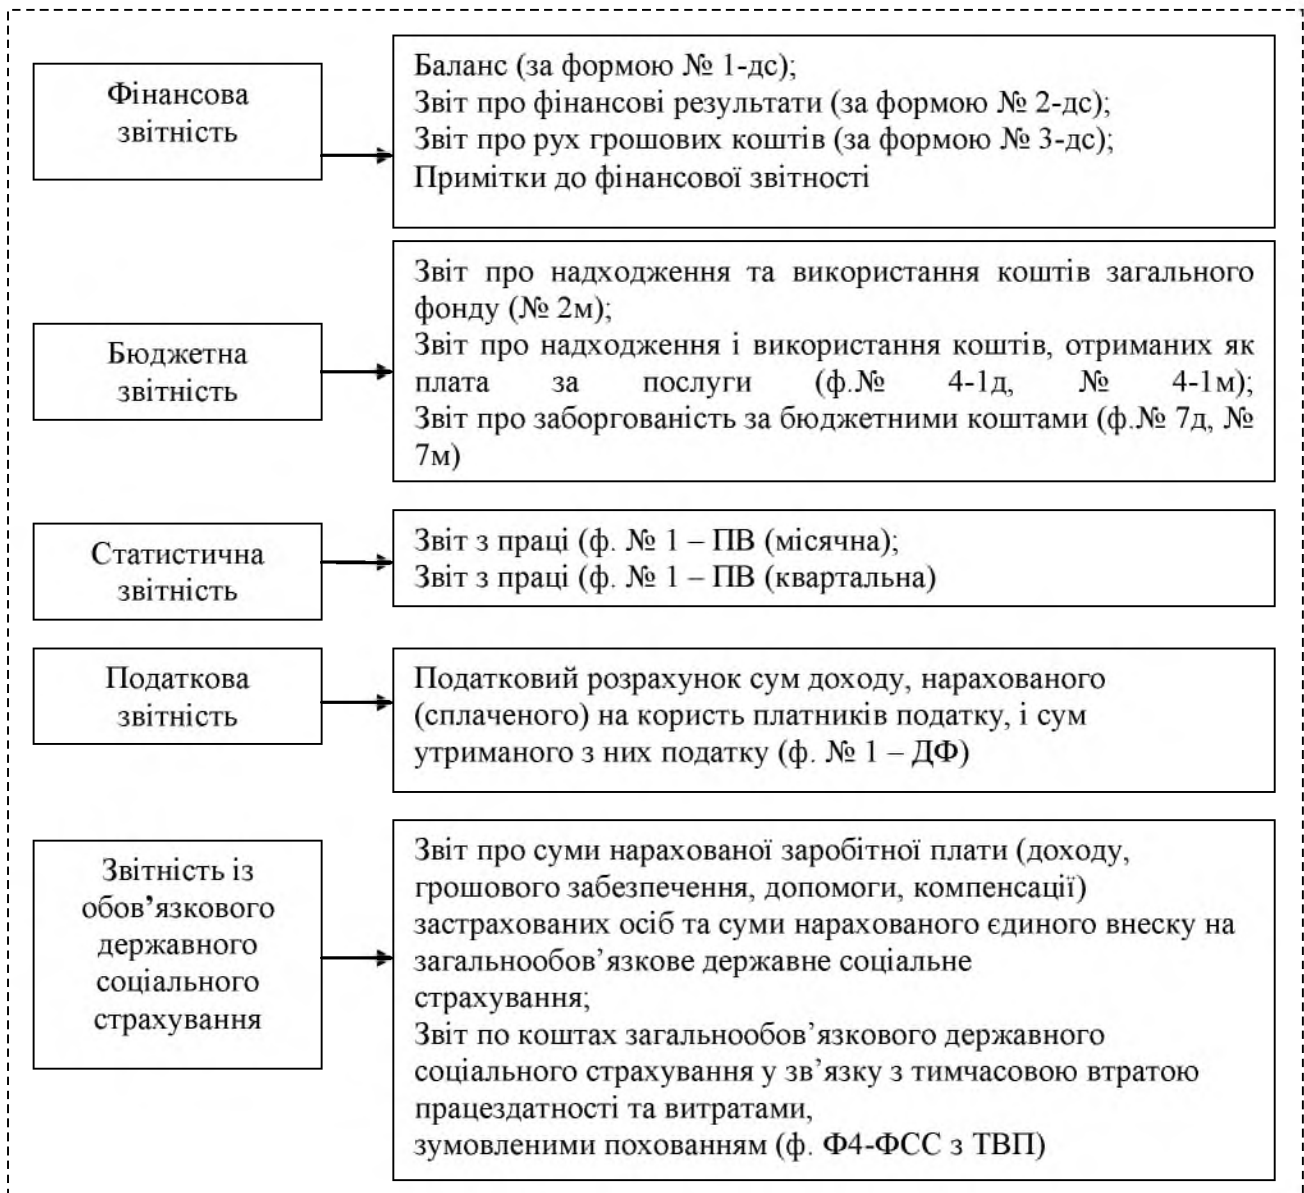 Фінансова
звітність
Баланс (за формою № 1-дс);
Звіт про фінансові результати (за формою № 2-дс);
Звіт про рух грошових коштів (за формою № 3-дс);
Примітки до фінансової звітності
Бюджетна
звітність
Звіт про надходження та використання коштів загального
фонду (№ 2м);
Звіт про надходження і використання коштів, отриманих як
плата за послуги (ф.№ 4-1д, № 4-1м);
Звіт про заборгованість за бюджетними коштами (ф.№ 7д, №
7м)
Статистична
звітність
Звіт з праці (ф. № 1 – ПВ (місячна);
Звіт з праці (ф. № 1 – ПВ (квартальна)
Податкова
звітність
Податковий розрахунок сум доходу, нарахованого
(сплаченого) на користь платників податку, і сум
утриманого з них податку (ф. № 1 – ДФ)
Звітність із
обов’язкового
державного
соціального
страхування
Звіт про суми нарахованої заробітної плати (доходу,
грошового забезпечення, допомоги, компенсації)
застрахованих осіб та суми нарахованого єдиного внеску на
загальнообов’язкове державне соціальне
страхування;
Звіт по коштах загальнообов’язкового державного
соціального страхування у зв’язку з тимчасовою втратою
працездатності та витратами,
зумовленими похованням (ф. Ф4-ФСС з ТВП)